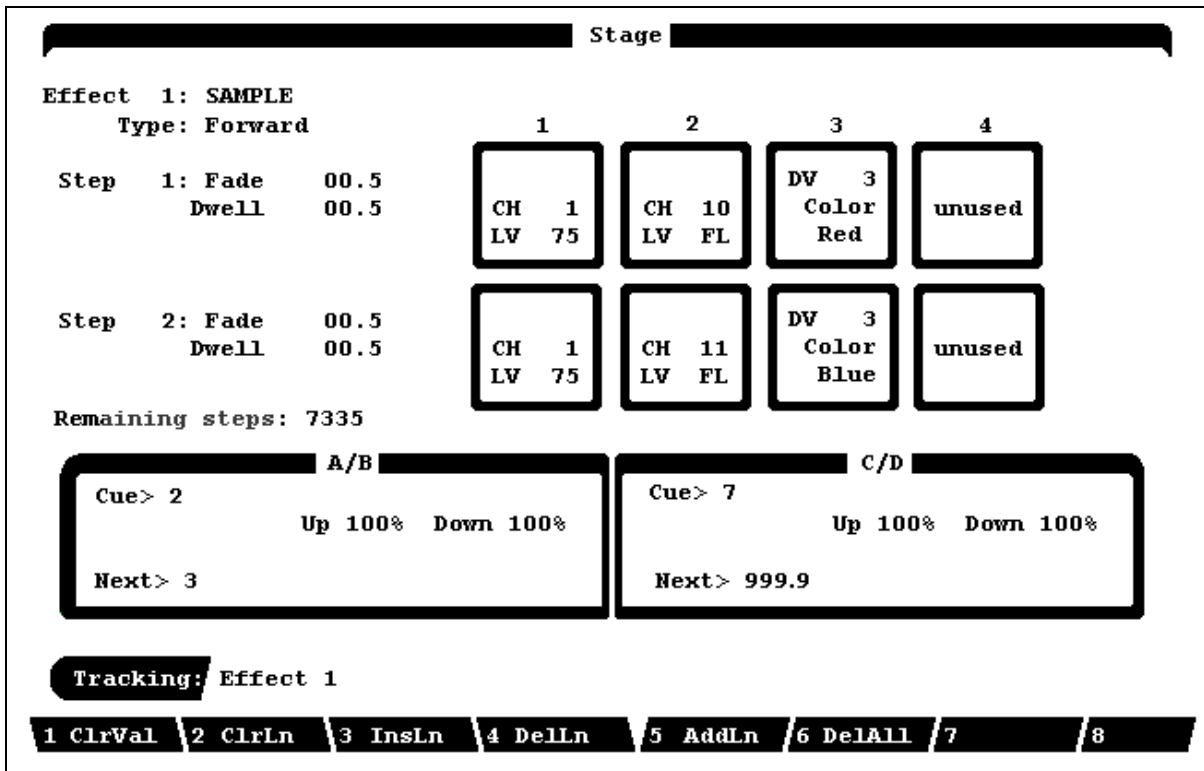 Stage
Effect 1: SAMPLE
Type: Forward 1 2 3 4
Step 1: Fade 00.5 DV 3
Dwell 00.5 CH 1 CH 10 Color unused
LV 75 LV FL Red
Step 2: Fade 00.5 DV 3
Dwell 00.5 CH 1 CH 11 Color unused
LV 75 LV FL Blue
Remaining steps: 7335
A/B C/D
Cue> 2 Cue> 7
Up 100% Down 100% Up 100% Down 100%
Next> 3 Next> 999.9
Tracking: Effect 1
1 ClrVal 2 ClrLn 3 InsLn 4 DelLn 5 AddLn 6 DelAll 7 8